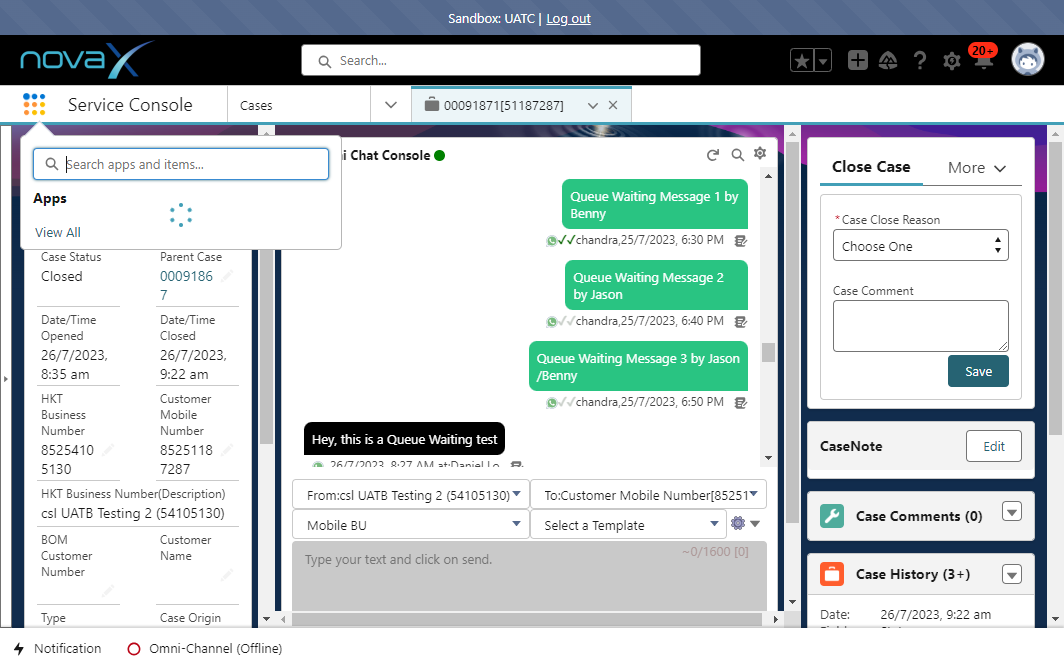 Sandbox: UATC | Log out
novax
Search...
20+
Service Console
Cases
00091871[51187287]
Search apps and items...
Apps
View All
Case Status
Closed
Parent Case
0009186
7
Date/Time
Opened
26/7/2023,
8:35 am
Date/Time
Closed
26/7/2023,
9:22 am
HKT
Business
Number
8525410
5130
Customer
Mobile
Number
8525118
7287
HKT Business Number(Description)
csl UATB Testing 2 (54105130)
BOM
Customer
Number
Customer
Name
Type
Case Origin
i Chat Console
Queue Waiting Message 1 by
Benny
chandra,25/7/2023, 6:30 PM
Queue Waiting Message 2
by Jason
chandra,25/7/2023, 6:40 PM
Queue Waiting Message 3 by Jason
/Benny
chandra,25/7/2023, 6:50 PM
Hey, this is a Queue Waiting test
26/7/2023, 8:27 AM at:Daniel Lo
From:csl UATB Testing 2 (54105130)
To:Customer Mobile Number[85251
Mobile BU
Select a Template
~0/1600 [0]
Type your text and click on send.
Close Case
More
*Case Close Reason
Choose One
Case Comment
Save
CaseNote
Edit
Case Comments (0)
Case History (3+)
Date:
26/7/2023, 9:22 am
Notification
Omni-Channel (Offline)